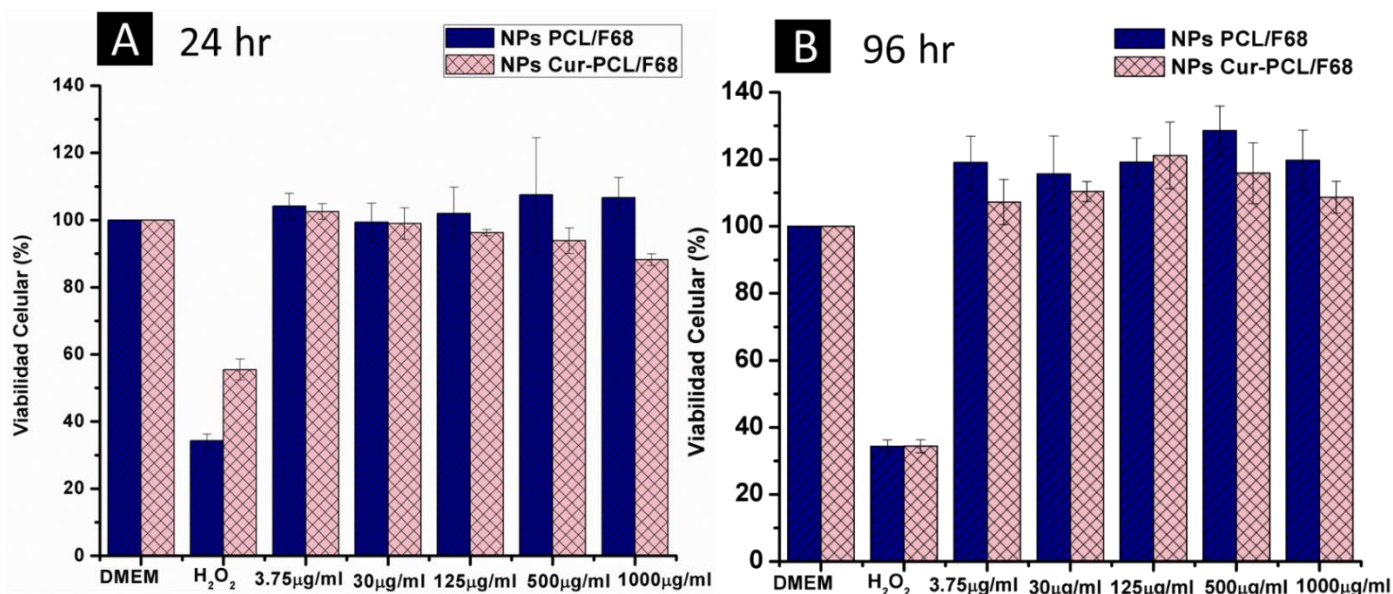 A 24 hr
NPs PCL/F68
NPs Cur-PCL/F68
Viabilidad Celular (%)
140
120
100
80
60
40
20
0
DMEM H₂O₂ 3.75µg/ml 30µg/ml 125µg/ml 500µg/ml 1000µg/ml
B 96 hr
NPs PCL/F68
NPs Cur-PCL/F68
Viabilidad Celular (%)
140
120
100
80
60
40
20
0
DMEM H₂O₂ 3.75µg/ml 30µg/ml 125µg/ml 500µg/ml 1000µg/ml